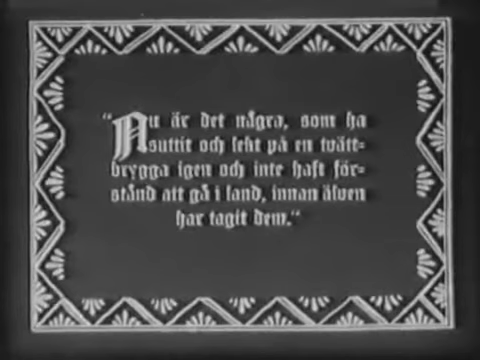 "Nu är det några, som ha
suttit och lekt på en tvätt=
brygga igen och inte haft för=
stånd att gå i land, innan älven
har tagit dem."